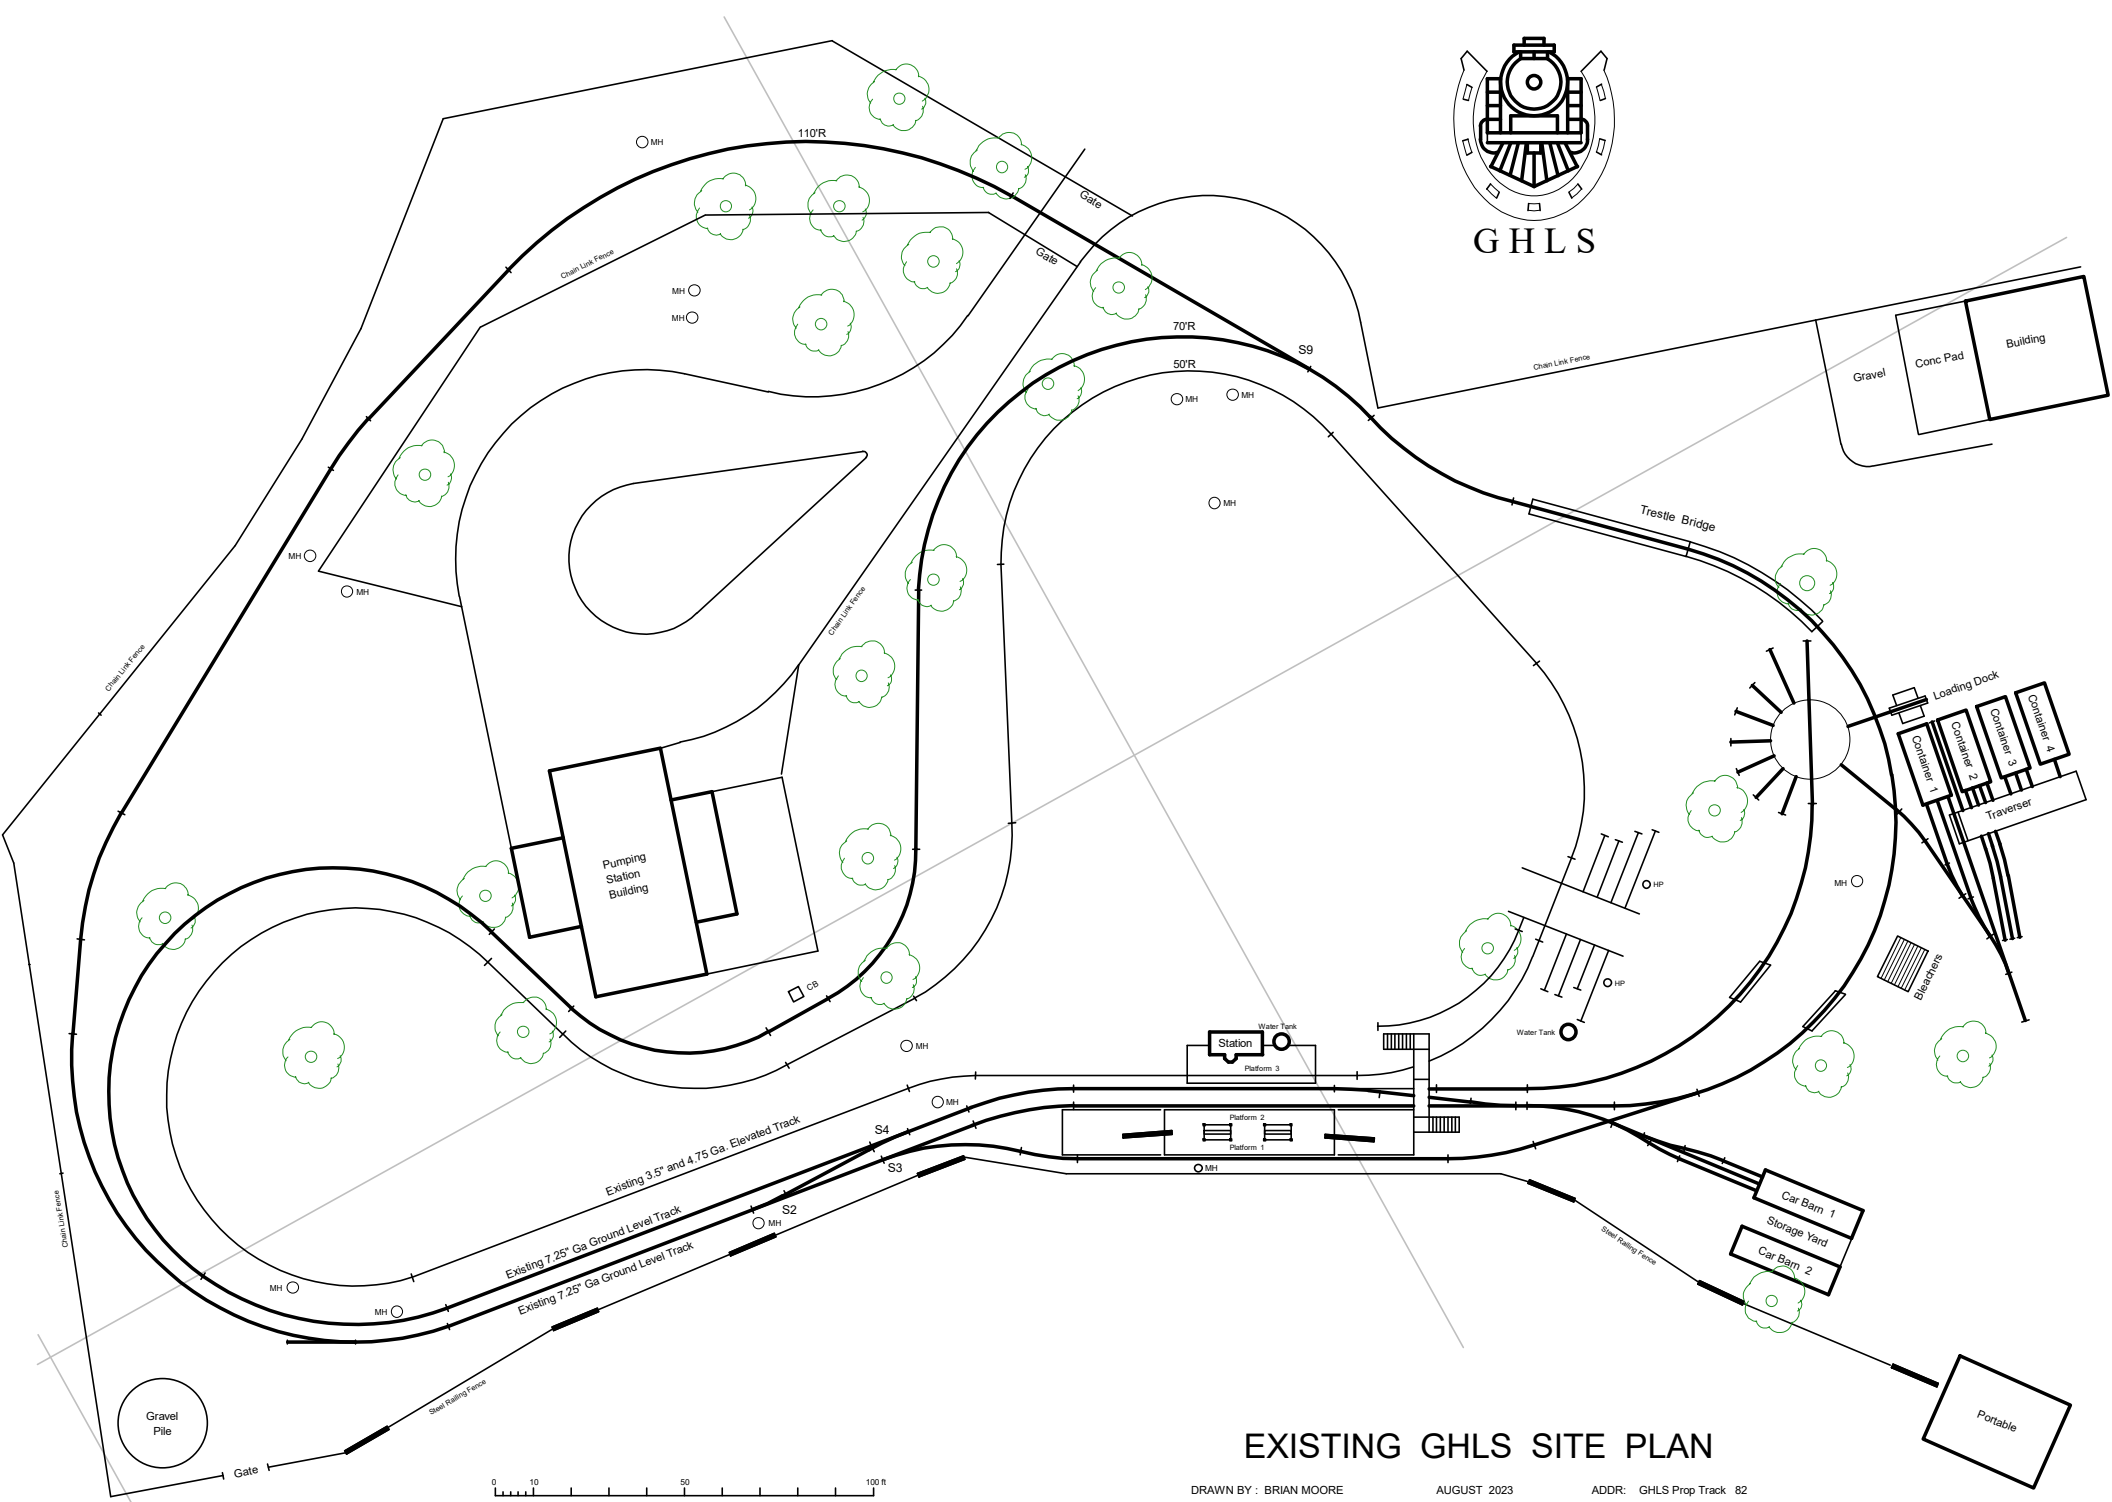 110'R
MH
Gate
Chain Link Fence
Gate
MH
MH
GHLS
70'R
S9
50'R
MH
MH
Chain Link Fence
Gravel
Conc Pad
Building
MH
Trestle Bridge
MH
MH
Chain Link Fence
Chain Link Fence
Loading Dock
Container 1
Container 2
Container 3
Container 4
Traverser
Pumping
Station
Building
HP
MH
HP
Bleachers
CB
Water Tank
Water Tank
Station
Platform 3
MH
MH
Platform 2
Platform 1
MH
S4
S3
S2
MH
Existing 3.5" and 4.75 Ga. Elevated Track
Existing 7.25" Ga Ground Level Track
Existing 7.25" Ga Ground Level Track
Chain Link Fence
Car Barn 1
Storage Yard
Car Barn 2
Steel Railing Fence
MH
MH
Steel Railing Fence
Gravel
Pile
Gate
Portable
EXISTING GHLS SITE PLAN
0 10 50 100 ft
DRAWN BY : BRIAN MOORE AUGUST 2023 ADDR: GHLS Prop Track 82